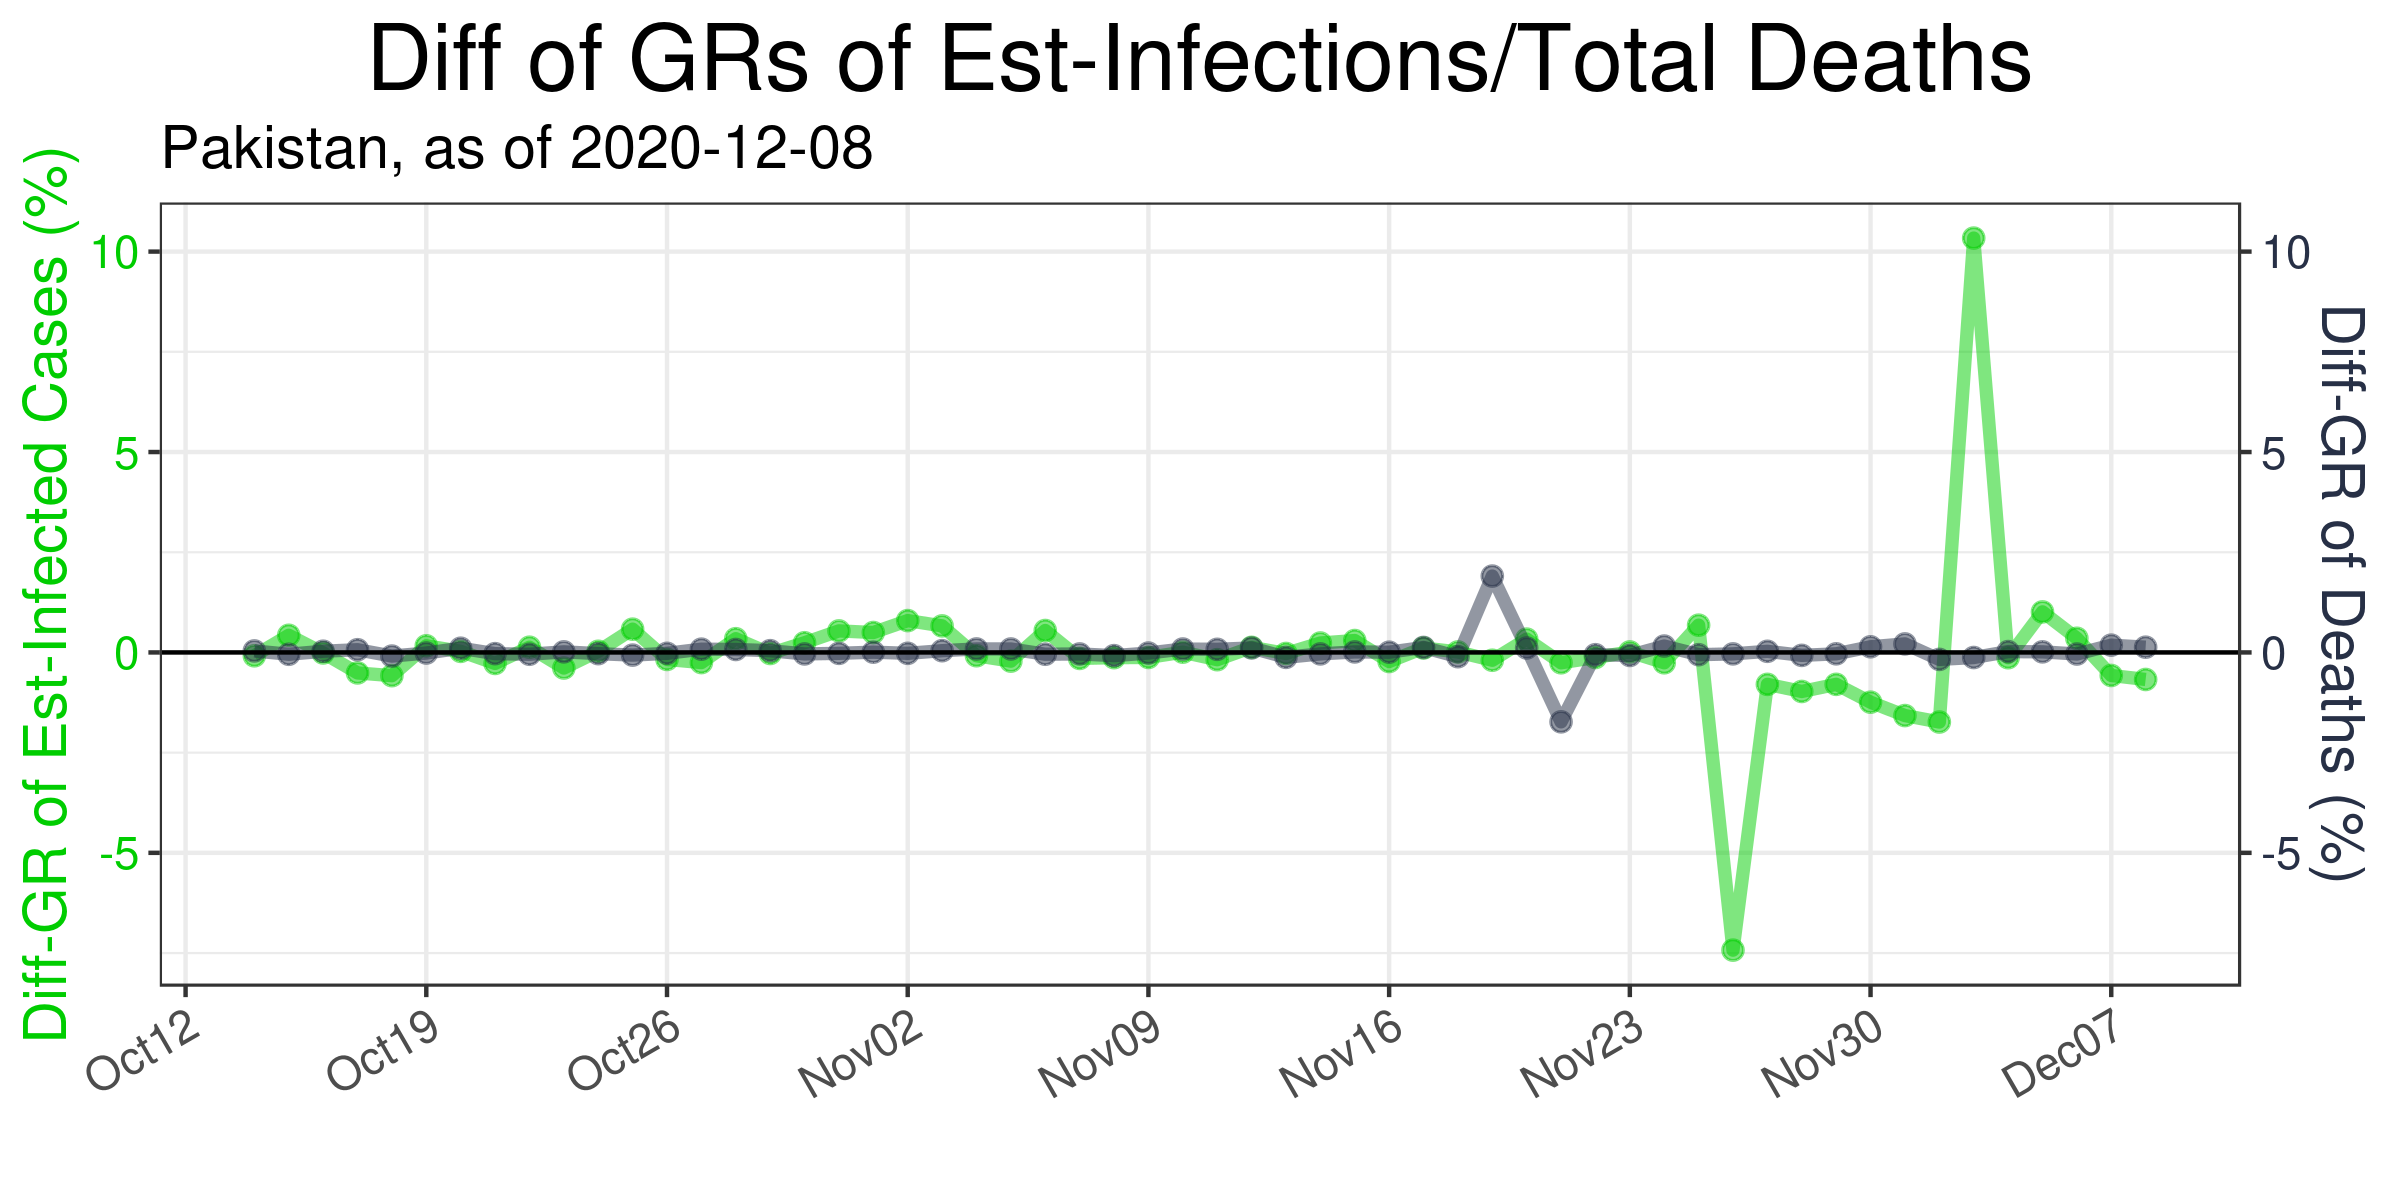 Diff of GRs of Est-Infections/Total Deaths
Pakistan, as of 2020-12-08
Diff-GR of Est-Infected Cases (%)
10
5
0
-5
10
5
0
-5
Diff-GR of Deaths (%)
Oct12
Oct19
Oct26
Nov02
Nov09
Nov16
Nov23
Nov30
Dec07